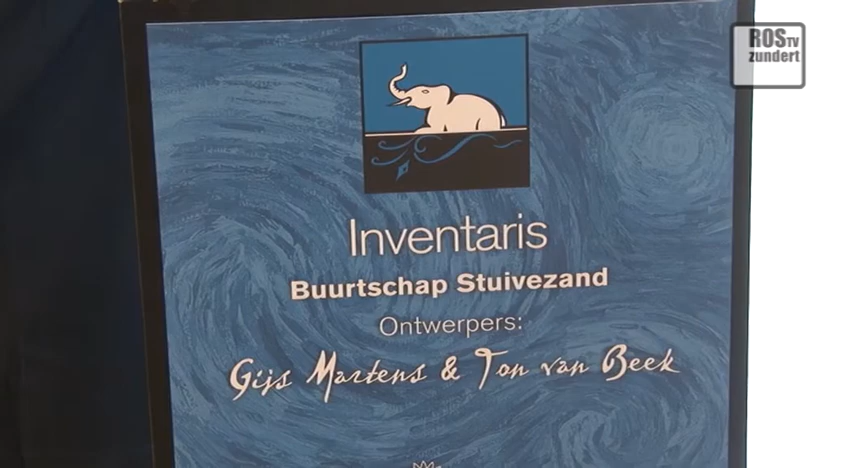 ROS TV
zundert
Inventaris
Buurtschap Stuivezand
Ontwerpers:
Gijs Martens & Ton van Beek